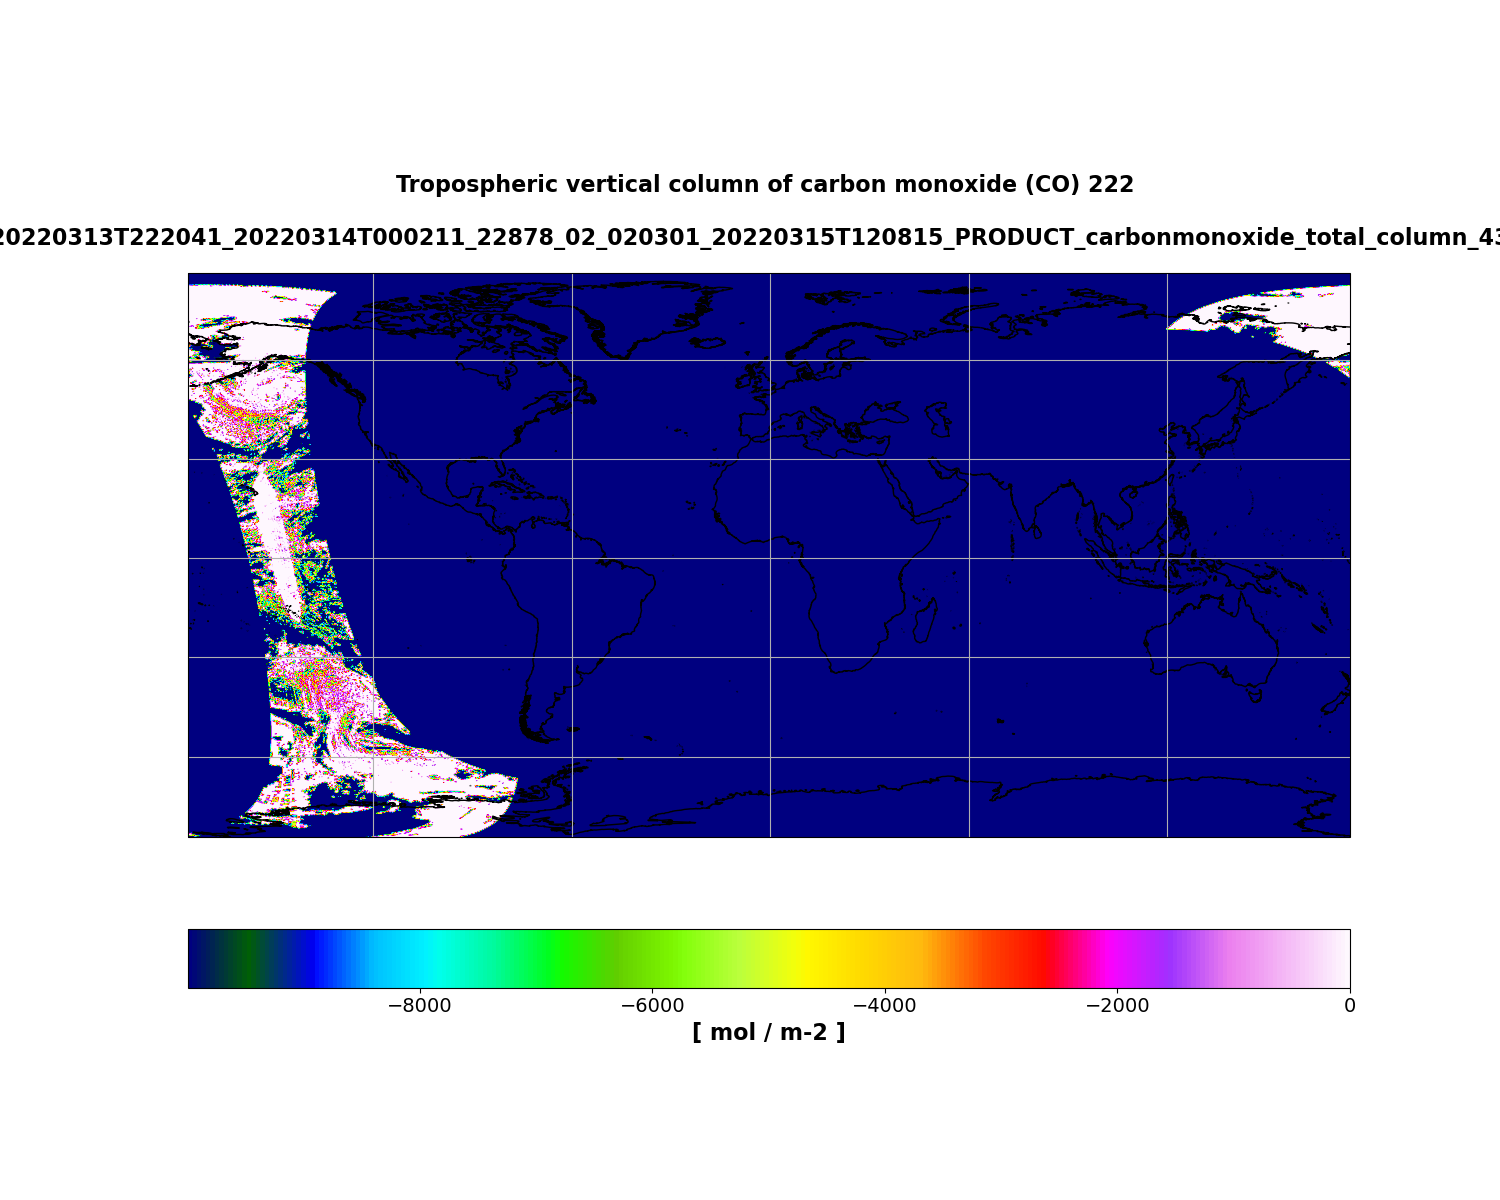 Tropospheric vertical column of carbon monoxide (CO) 222
20220313T222041_20220314T000211_22878_02_020301_20220315T120815_PRODUCT_carbonmonoxide_total_column_43
−8000 −6000 −4000 −2000 0
[ mol / m-2 ]